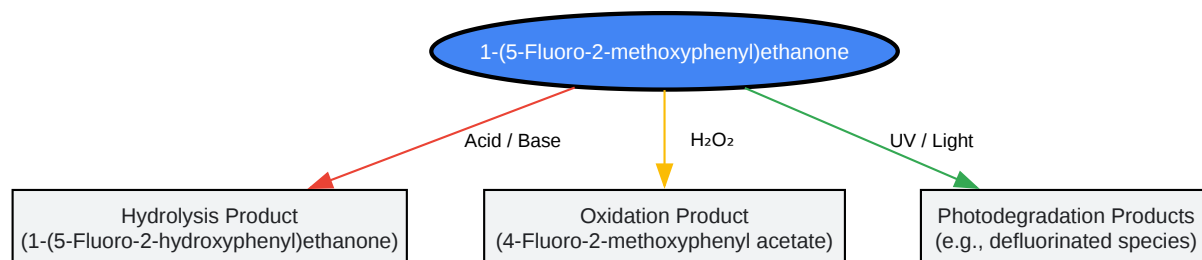 1-(5-Fluoro-2-methoxyphenyl)ethanone
Acid / Base
H₂O₂
UV / Light
Hydrolysis Product
(1-(5-Fluoro-2-hydroxyphenyl)ethanone)
Oxidation Product
(4-Fluoro-2-methoxyphenyl acetate)
Photodegradation Products
(e.g., defluorinated species)